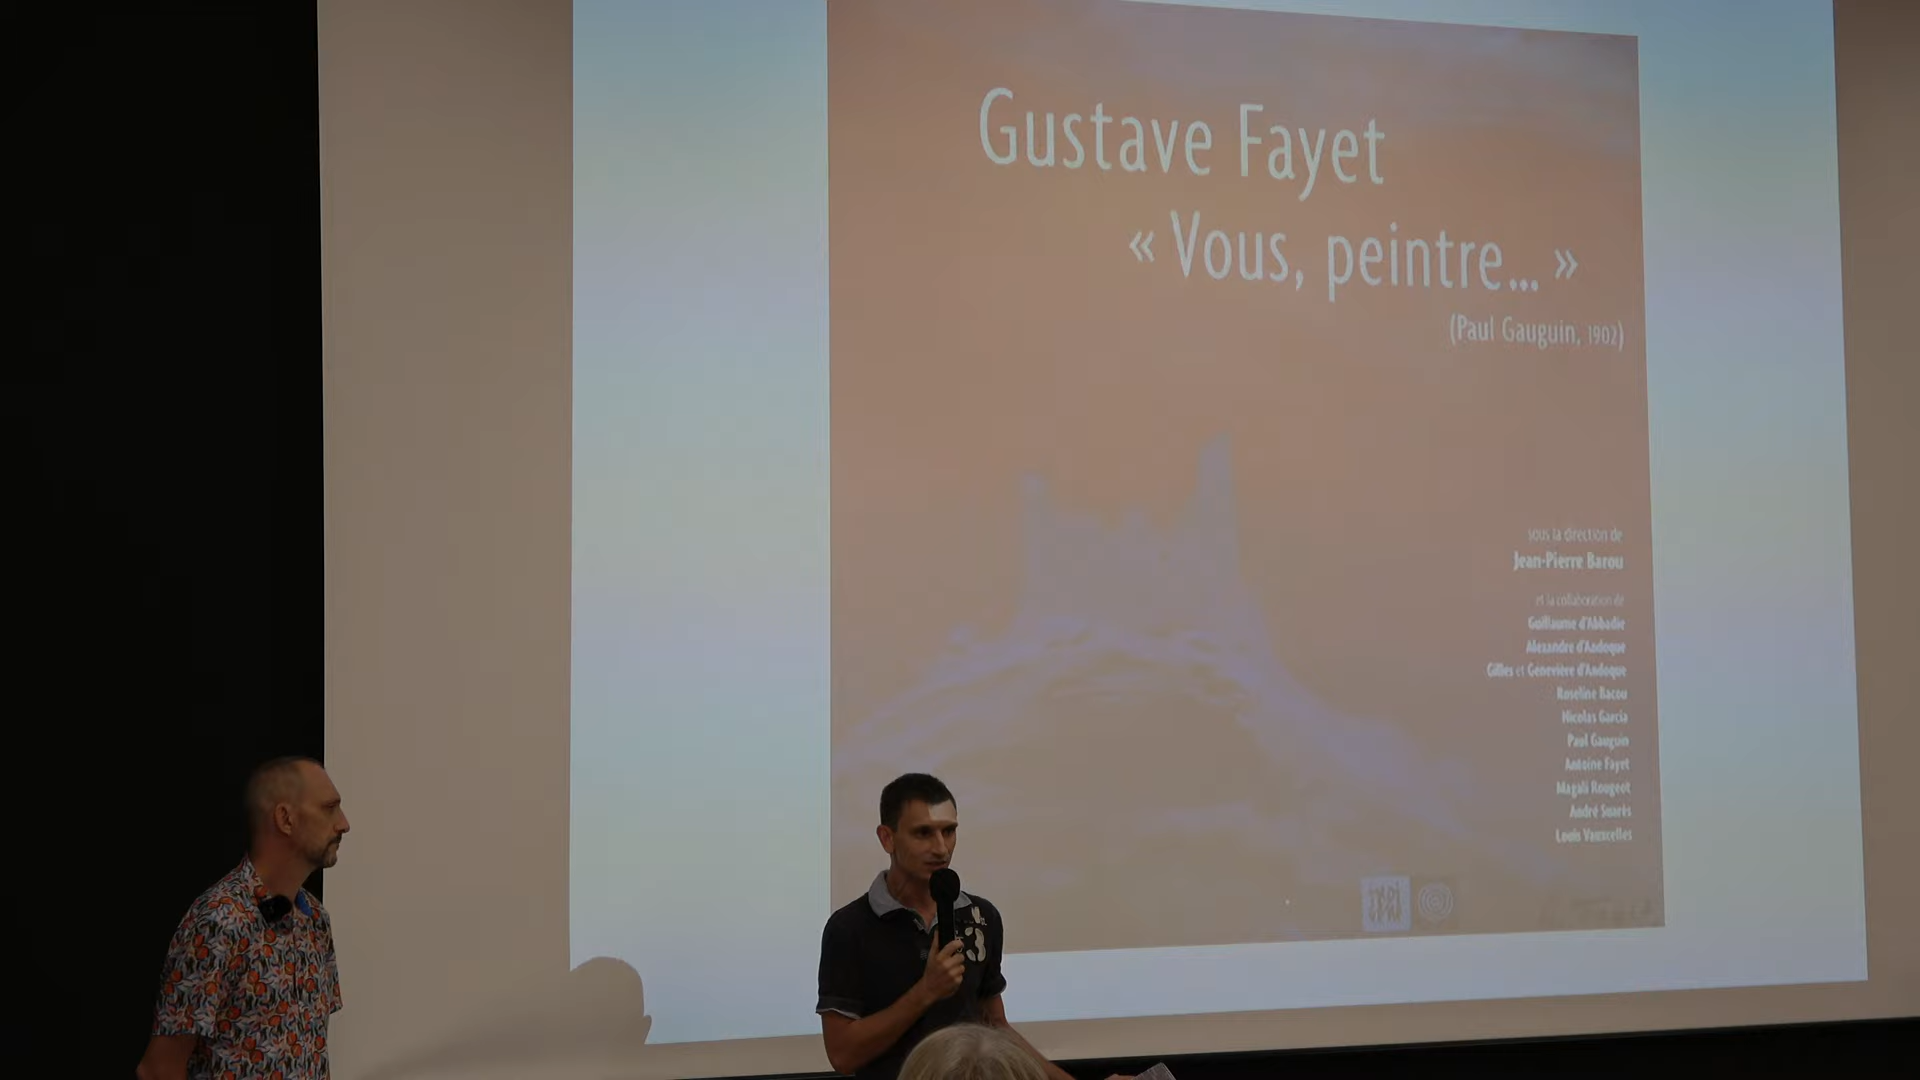 Gustave Fayet
« Vous, peintre... »
(Paul Gauguin, 1902)
sous la direction de
Jean-Pierre Barou
et la collaboration de
Guillaume d'Abbadie
Alexandre d'Andoque
Gilles et Geneviève d'Andoque
Roseline Bacou
Nicolas Garcia
Paul Gauguin
Antoine Fayet
Magali Rougeot
André Suarès
Louis Vauxcelles
3